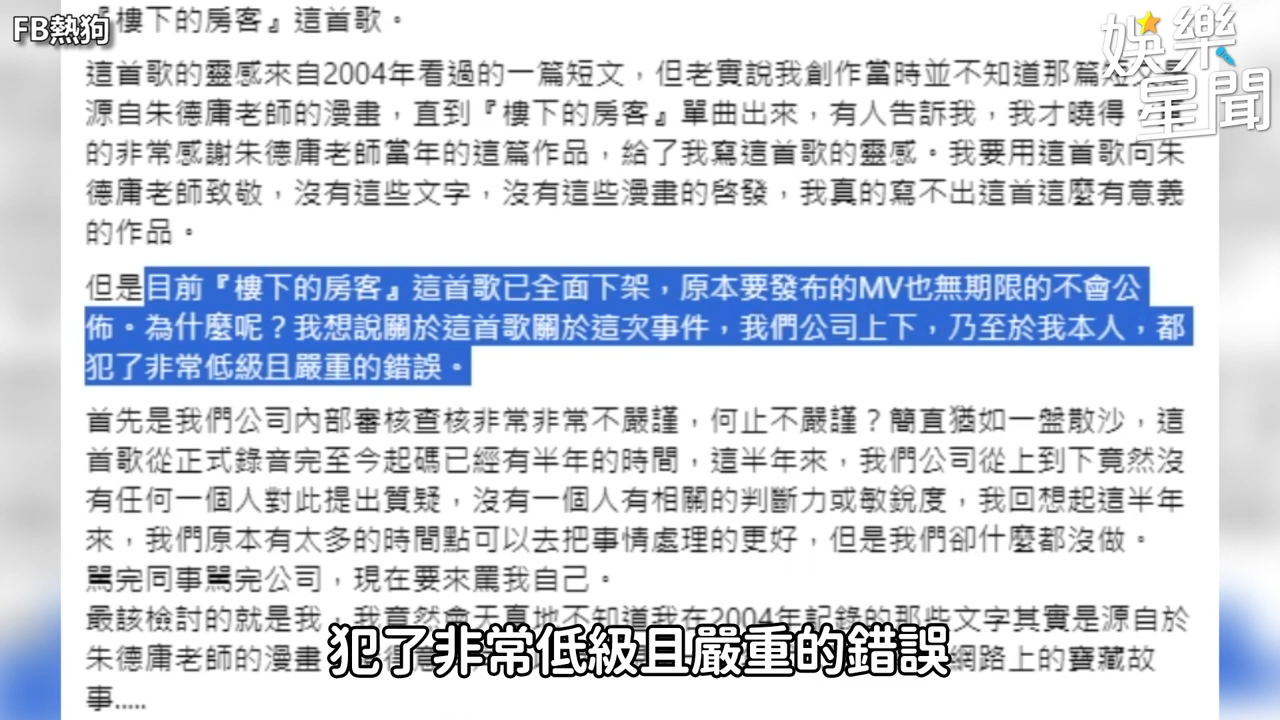 『樓下的房客』這首歌。
FB熱狗
娛樂星聞
這首歌的靈感來自2004年看過的一篇短文，但老實說我創作當時並不知道那篇短文是
源自朱德庸老師的漫畫，直到『樓下的房客』單曲出來，有人告訴我，我才曉得，
的非常感謝朱德庸老師當年的這篇作品，給了我寫這首歌的靈感。我要用這首歌向朱
德庸老師致敬，沒有這些文字，沒有這些漫畫的啓發，我真的寫不出這首這麼有意義
的作品。
但是目前『樓下的房客』這首歌已全面下架，原本要發布的MV也無期限的不會公
佈。為什麼呢？我想說關於這首歌關於這次事件，我們公司上下，乃至於我本人，都
犯了非常低級且嚴重的錯誤。
首先是我們公司內部審核查核非常非常不嚴謹，何止不嚴謹？簡直猶如一盤散沙，這
首歌從正式錄音完至今起碼已經有半年的時間，這半年來，我們公司從上到下竟然沒
有任何一個人對此提出質疑，沒有一個人有相關的判斷力或敏銳度，我回想起這半年
來，我們原本有太多的時間點可以去把事情處理的更好，但是我們卻什麼都沒做。
罵完同事罵完公司，現在要來罵我自己。
最該檢討的就是我，我竟然會天真地不知道我在2004年記錄的那些文字其實是源自於
朱德庸老師的漫畫 網路上的寶藏故
事.....
犯了非常低級且嚴重的錯誤